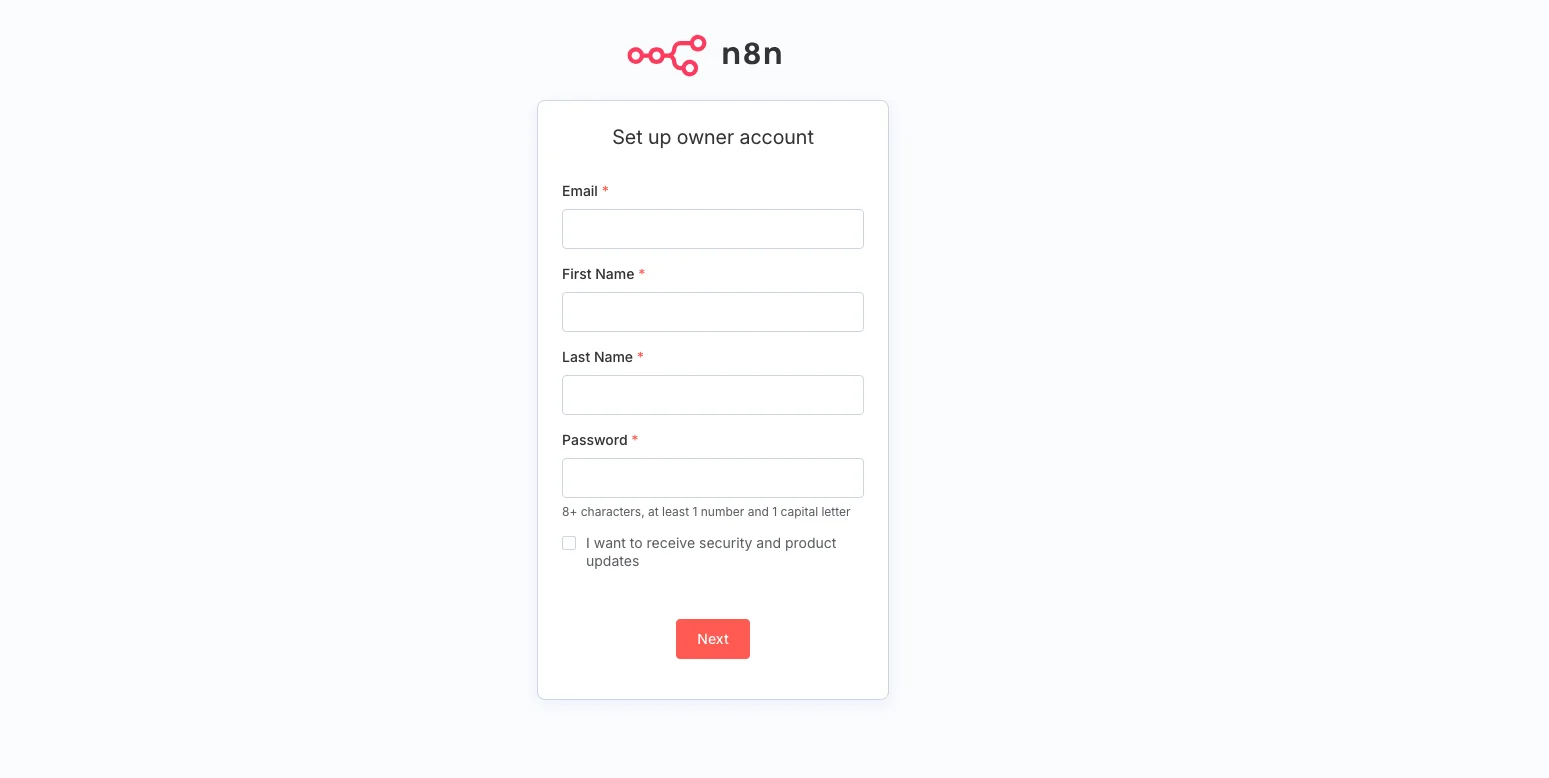 n8n
Set up owner account
Email *
First Name *
Last Name *
Password *
8+ characters, at least 1 number and 1 capital letter
I want to receive security and product
updates
Next